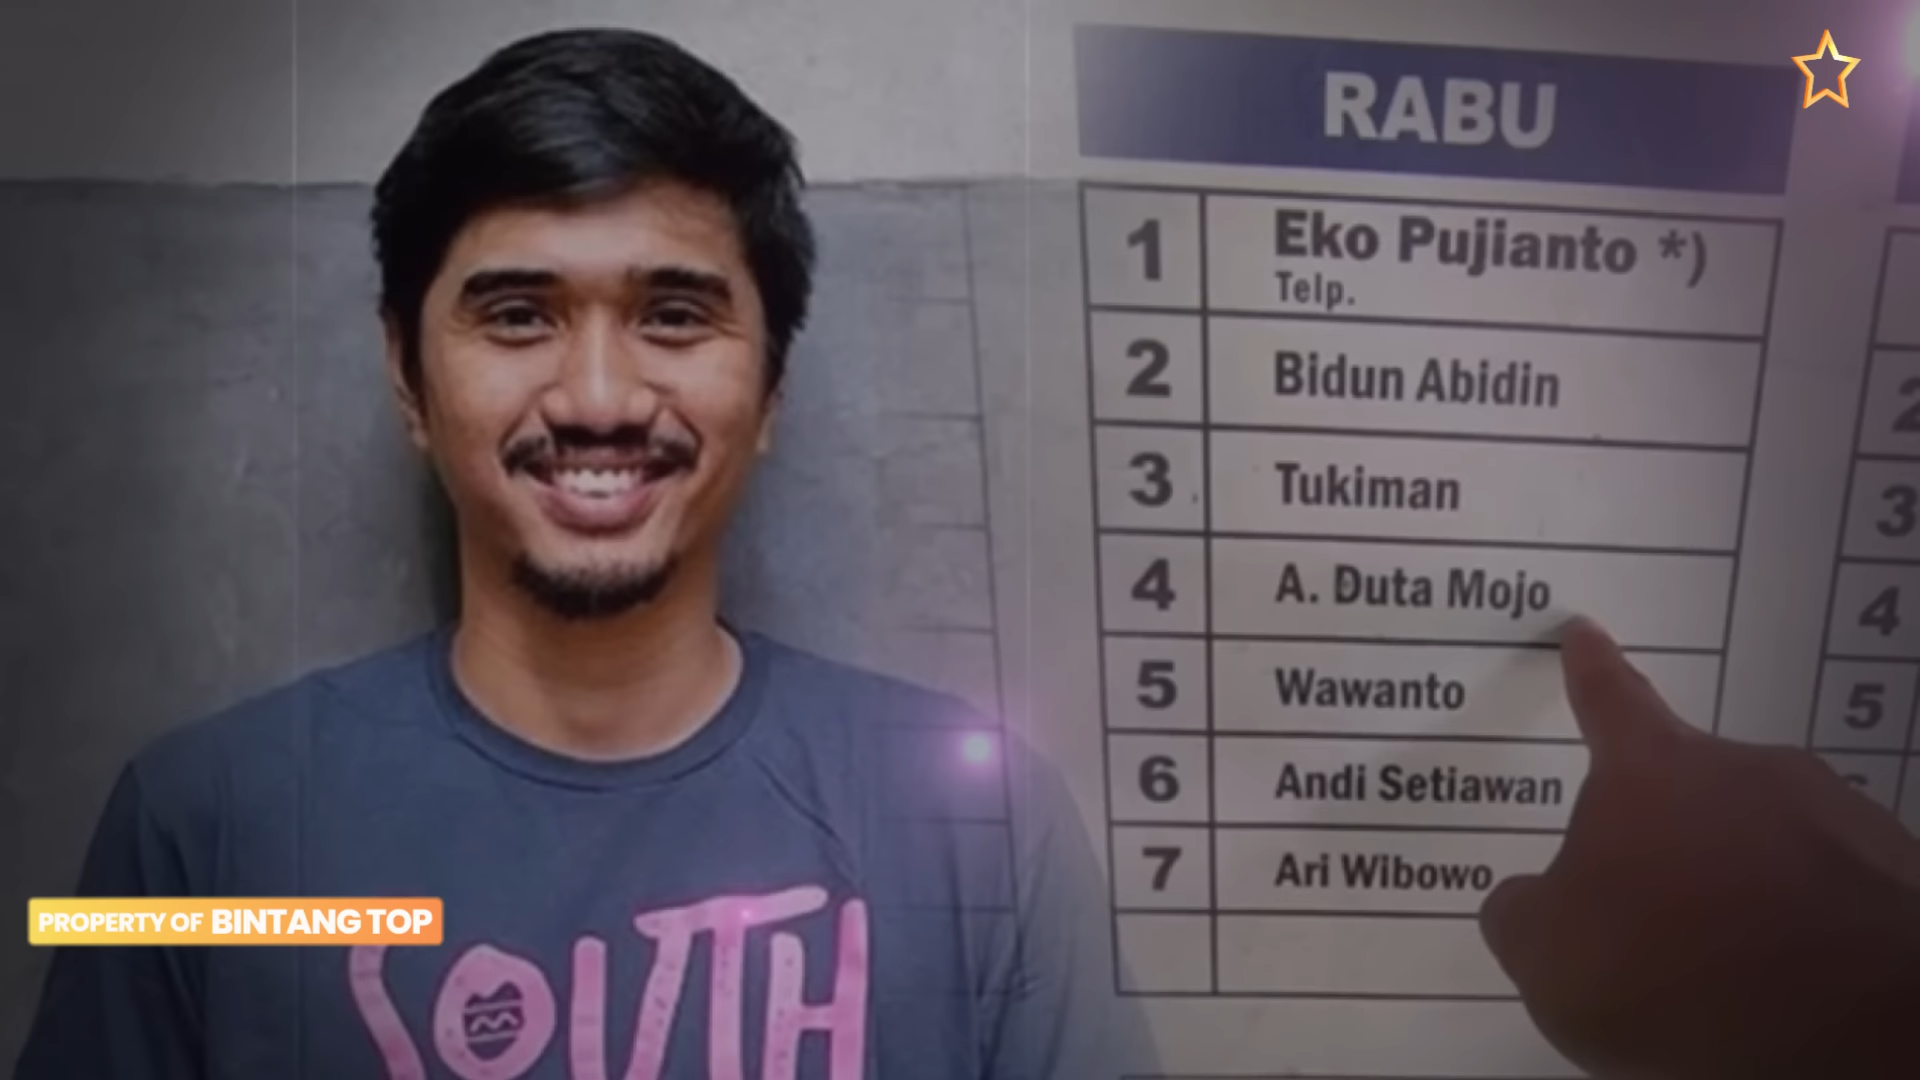 RABU
1 Eko Pujianto *)
Telp.
2 Bidun Abidin
3 Tukiman
4 A. Duta Mojo
5 Wawanto
6 Andi Setiawan
7 Ari Wibowo
2
3
4
5
PROPERTY OF BINTANG TOP
SOUTH